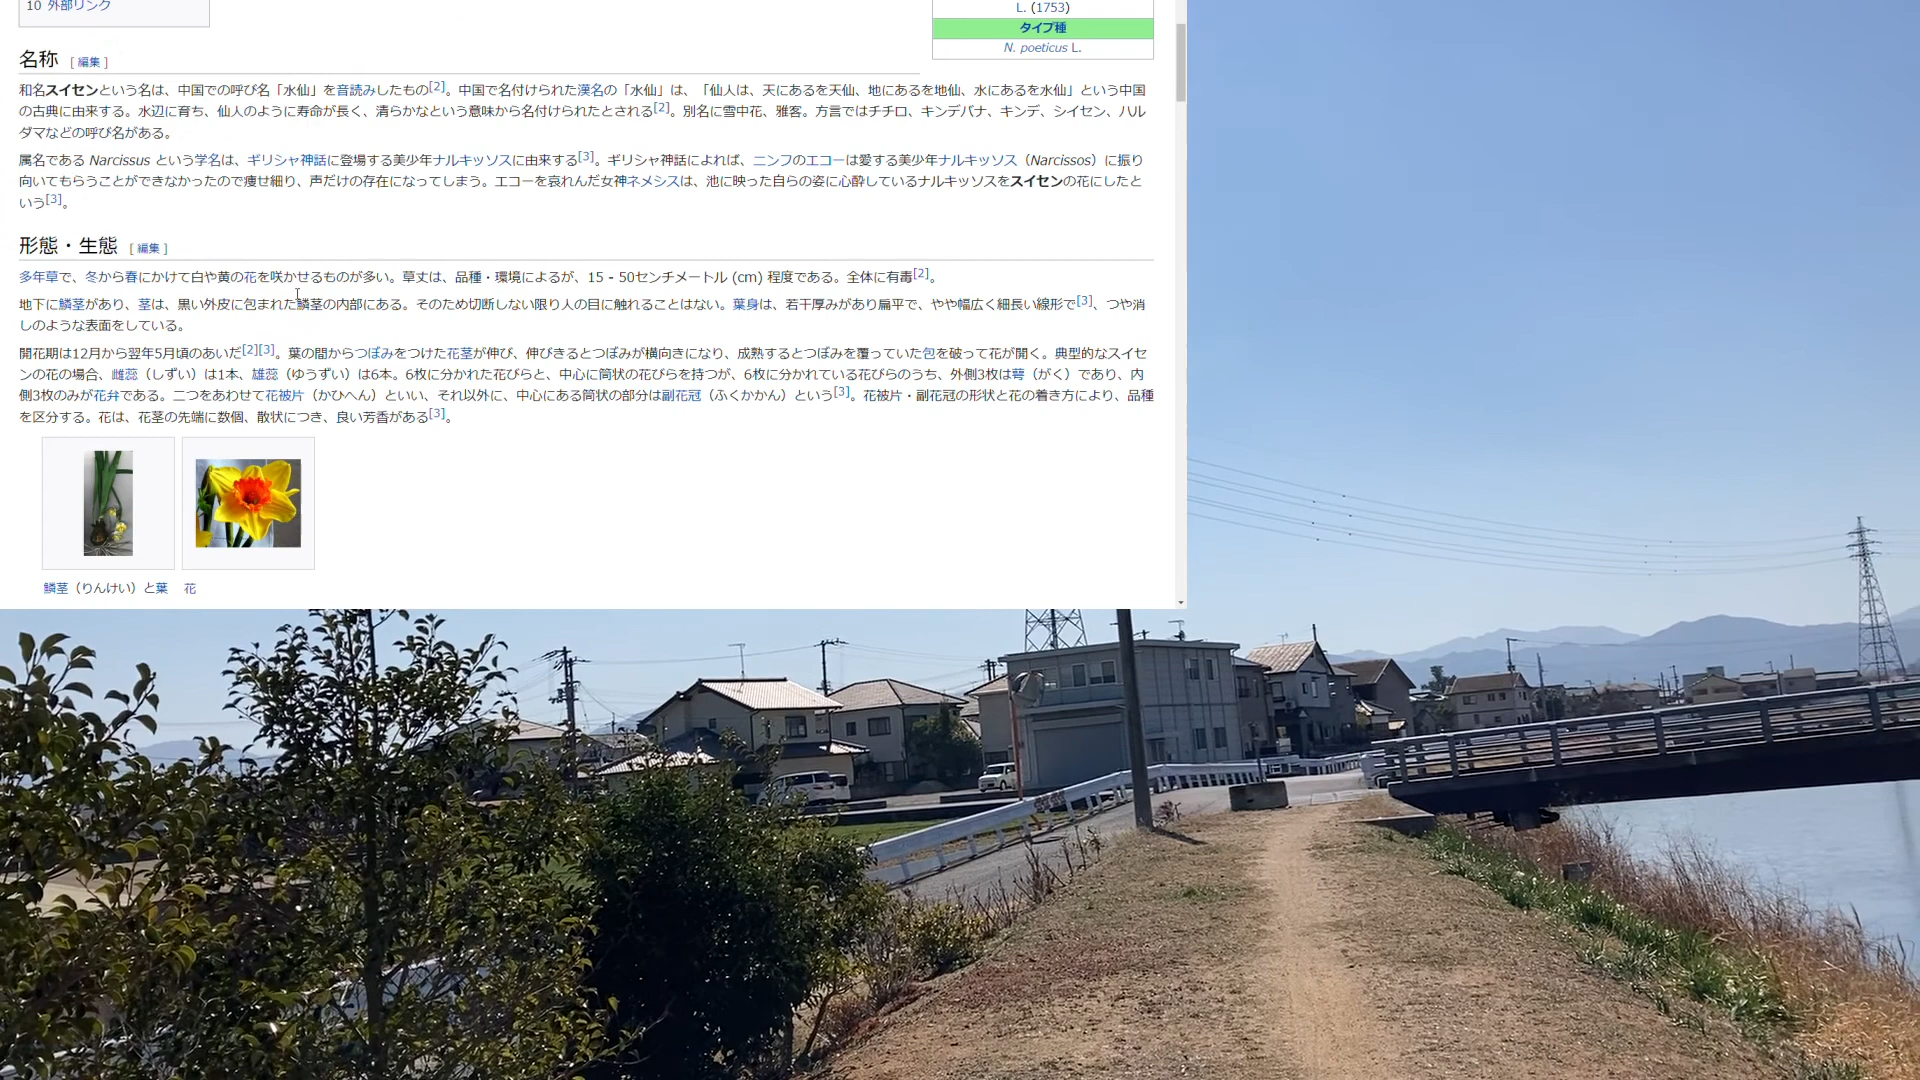 10 外部リンク
L. (1753)
タイプ種
N. poeticus L.
名称 [ 編集 ]
和名スイセンという名は、中国での呼び名「水仙」を音読みしたもの[2]。中国で名付けられた漢名の「水仙」は、「仙人は、天にあるを天仙、地にあるを地仙、水にあるを水仙」という中国
の古典に由来する。水辺に育ち、仙人のように寿命が長く、清らかなという意味から名付けられたとされる[2]。別名に雪中花、雅客。方言ではチチロ、キンデバナ、キンデ、シイセン、ハル
ダマなどの呼び名がある。
属名である Narcissus という学名は、ギリシャ神話に登場する美少年ナルキッソスに由来する[3]。ギリシャ神話によれば、ニンフのエコーは愛する美少年ナルキッソス（Narcissos）に振り
向いてもらうことができなかったので痩せ細り、声だけの存在になってしまう。エコーを哀れんだ女神ネメシスは、池に映った自らの姿に心酔しているナルキッソスをスイセンの花にしたと
いう[3]。
形態・生態 [ 編集 ]
多年草で、冬から春にかけて白や黄の花を咲かせるものが多い。草丈は、品種・環境によるが、15 - 50センチメートル (cm) 程度である。全体に有毒[2]。
地下に鱗茎があり、茎は、黒い外皮に包まれた鱗茎の内部にある。そのため切断しない限り人の目に触れることはない。葉身は、若干厚みがあり扁平で、やや幅広く細長い線形で[3]、つや消
しのような表面をしている。
開花期は12月から翌年5月頃のあいだ[2][3]。葉の間からつぼみをつけた花茎が伸び、伸びきるとつぼみが横向きになり、成熟するとつぼみを覆っていた包を破って花が開く。典型的なスイセ
ンの花の場合、雌蕊（しずい）は1本、雄蕊（ゆうずい）は6本。6枚に分かれた花びらと、中心に筒状の花びらを持つが、6枚に分かれている花びらのうち、外側3枚は萼（がく）であり、内
側3枚のみが花弁である。二つをあわせて花被片（かひへん）といい、それ以外に、中心にある筒状の部分は副花冠（ふくかかん）という[3]。花被片・副花冠の形状と花の着き方により、品種
を区分する。花は、花茎の先端に数個、散状につき、良い芳香がある[3]。
鱗茎（りんけい）と葉
花